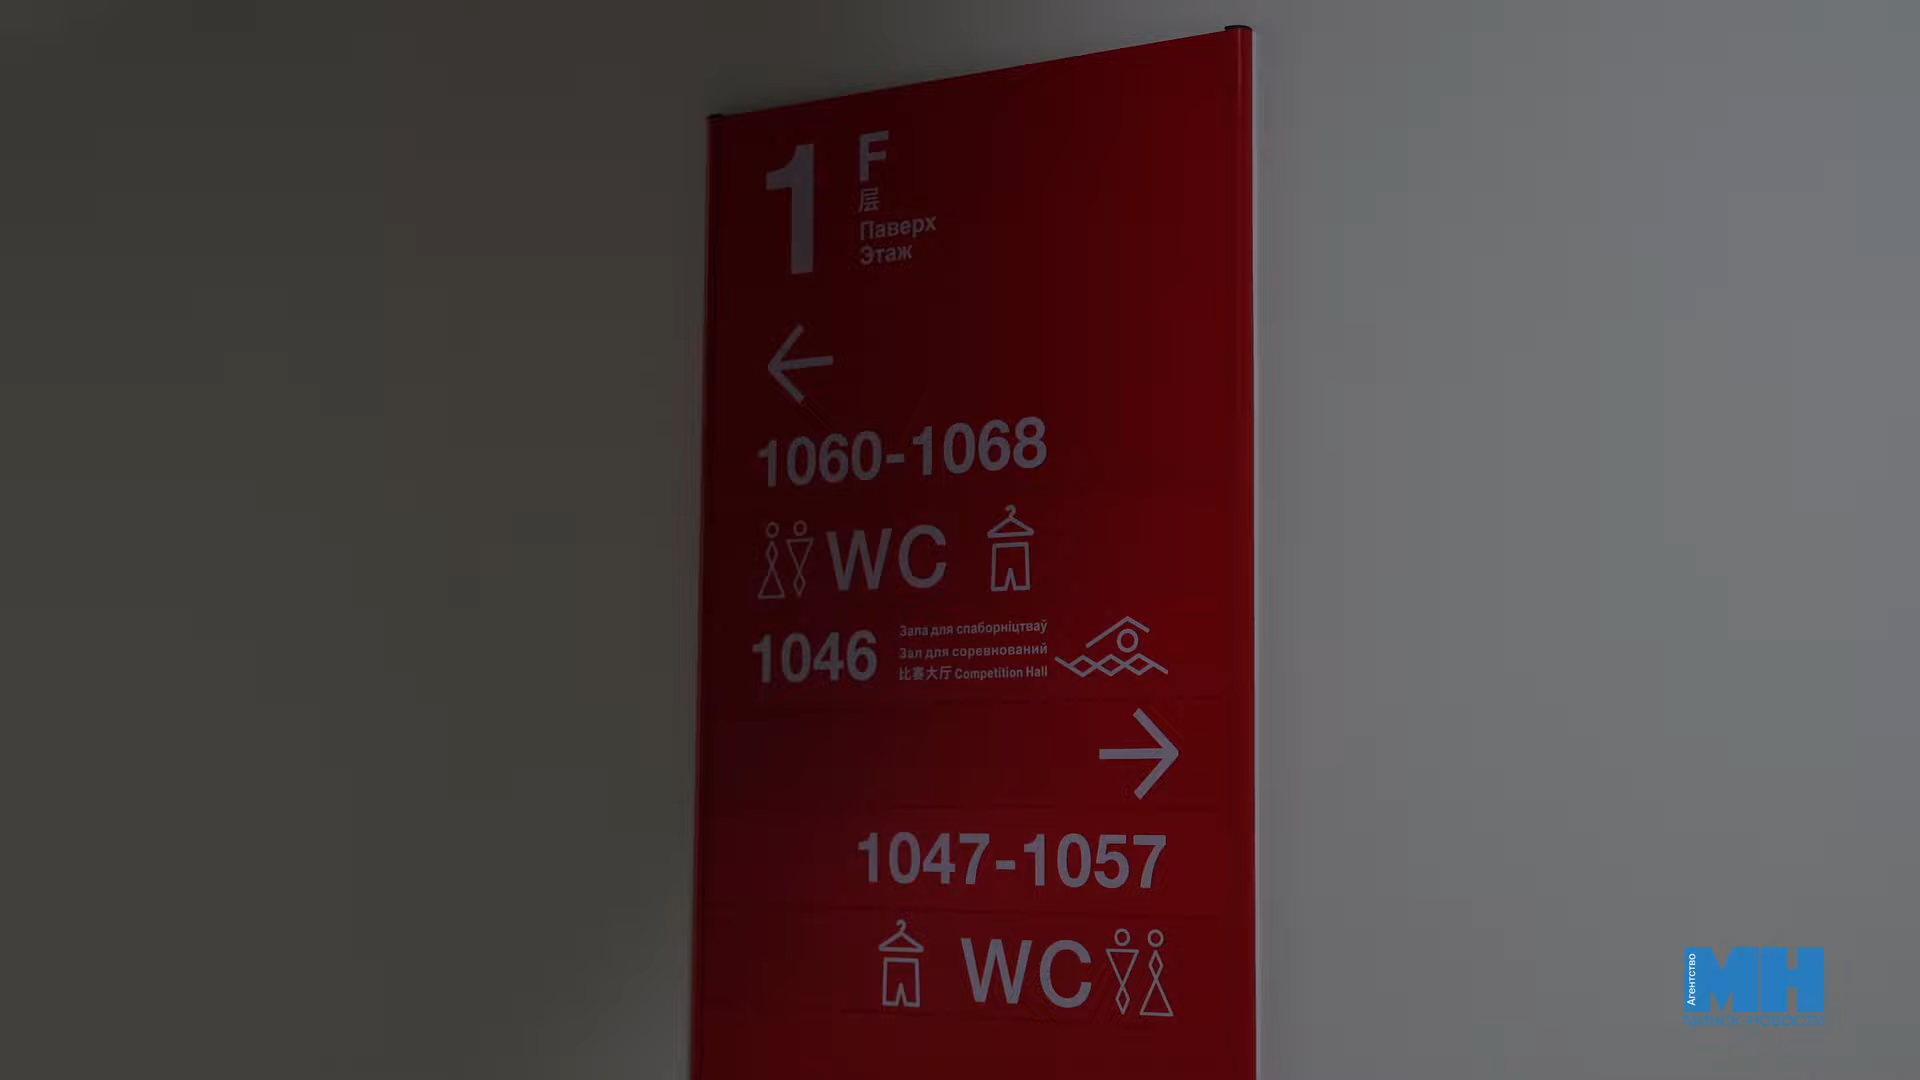 1 F
层
Паверх
Этаж
1060-1068
WC
1046
Зала для спаборніцтваў
Зал для соревнований
比赛大厅 Competition Hall
1047-1057
WC
Агентство
МН